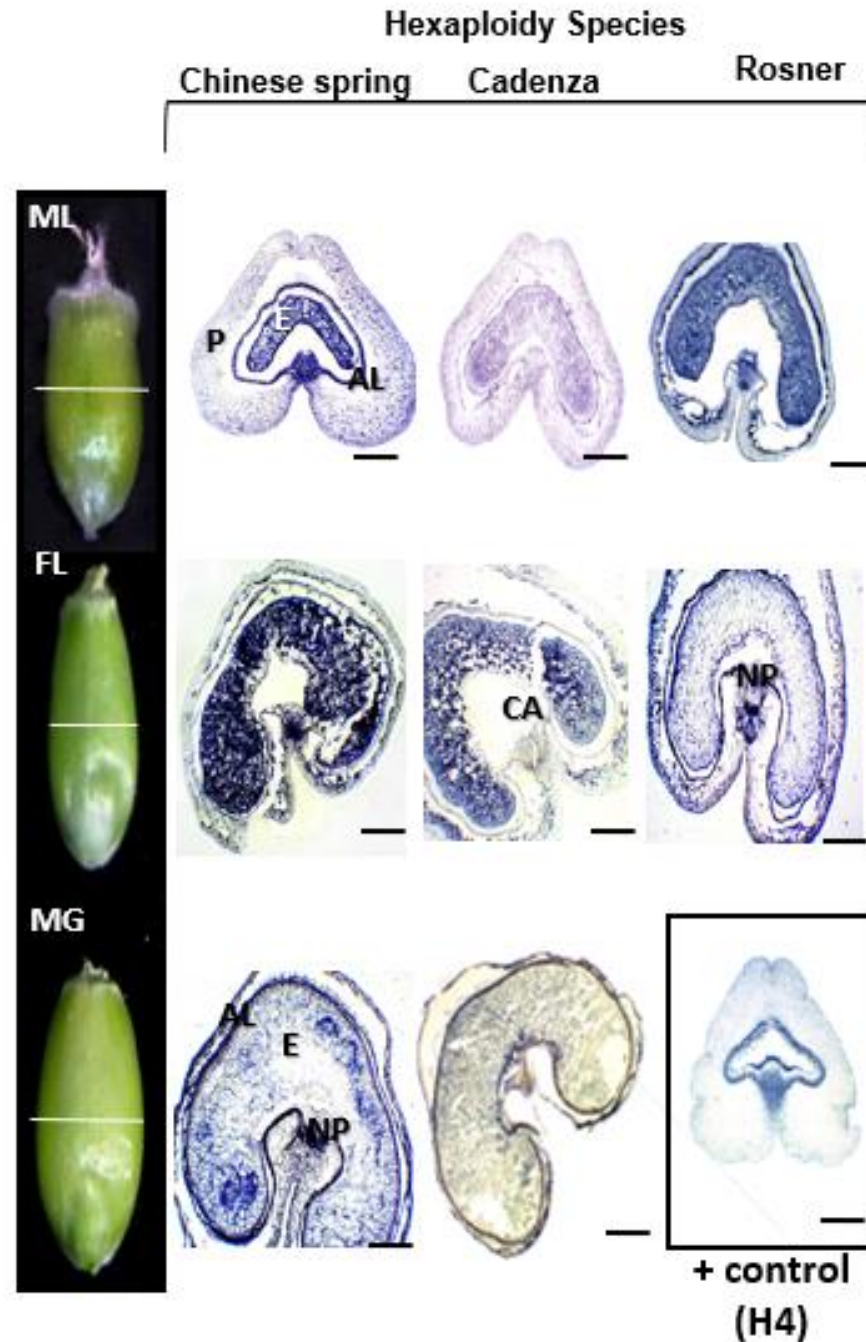 Hexaploidy Species
Chinese spring Cadenza Rosner
ML
E
P
AL
FL
CA
NP
MG
AL
E
NP
+ control
(H4)